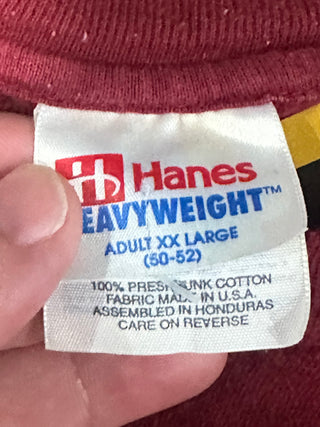 Hanes
EAVYWEIGHT™
ADULT XX LARGE
(50-52)
100% PRESHRUNK COTTON
FABRIC MADE IN U.S.A.
ASSEMBLED IN HONDURAS
CARE ON REVERSE